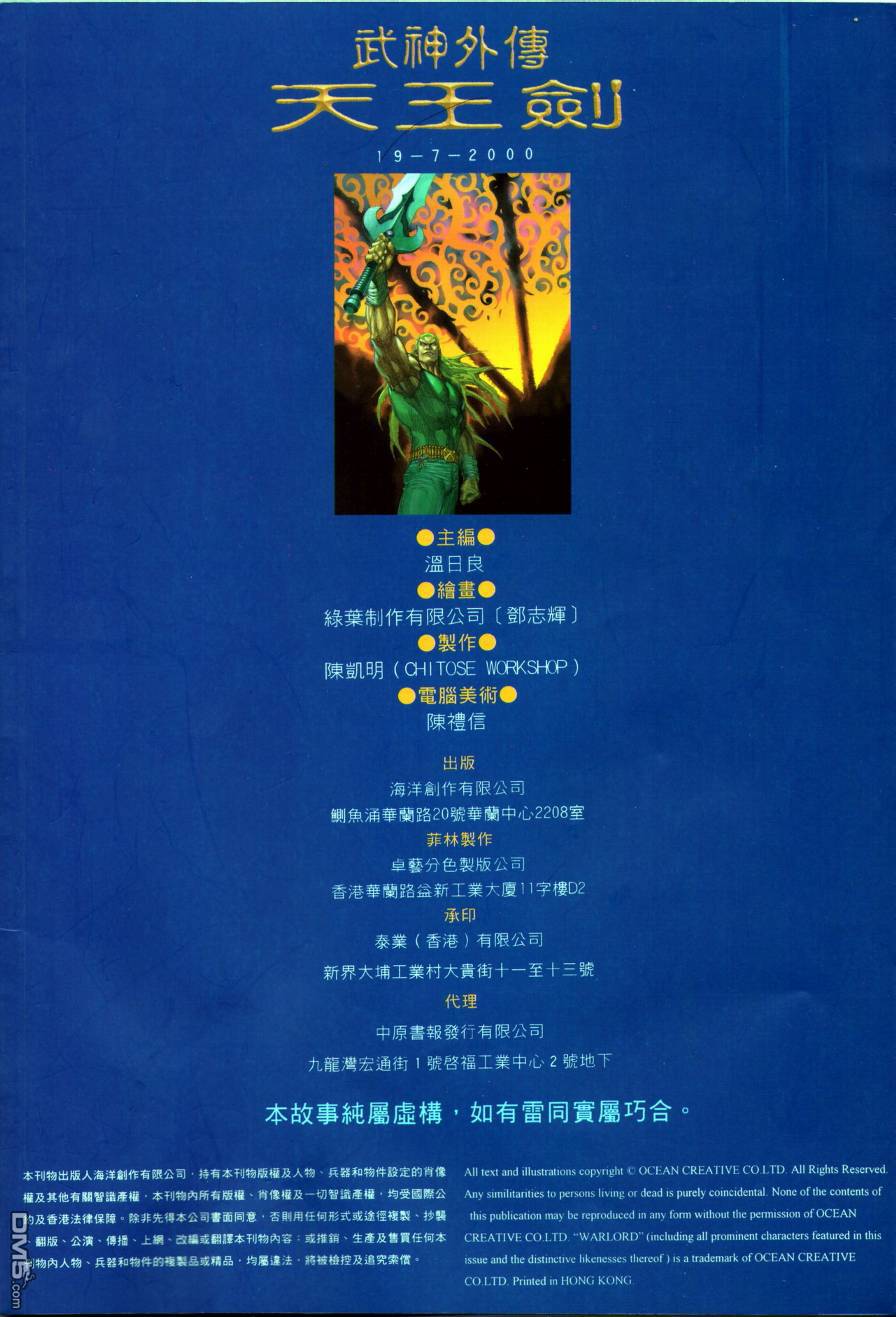 武神外傳
天王劍
19-7-2000
●主編●
溫日良
●繪畫●
綠葉制作有限公司〔鄧志輝〕
●製作●
陳凱明(CHITOSE WORKSHOP)
●電腦美術●
陳禮信
出版
海洋創作有限公司
鰂魚涌華蘭路20號華蘭中心2208室
菲林製作
卓藝分色製版公司
香港華蘭路益新工業大廈11字樓D2
承印
泰業(香港)有限公司
新界大埔工業村大貴街十一至十三號
代理
中原書報發行有限公司
九龍灣宏通街1號啓福工業中心2號地下
本故事純屬虛構，如有雷同實屬巧合。
本刊物出版人海洋創作有限公司，持有本刊物版權及人物、兵器和物件設定的肖像
權及其他有關智識產權，本刊物內所有版權、肖像權及一切智識產權，均受國際公
約及香港法律保障。除非先得本公司書面同意，否則用任何形式或途徑複製、抄襲
、翻版、公演、傳播、上網、改編或翻譯本刊物內容；或推銷、生產及售買任何本
刊物內人物、兵器和物件的複製品或精品，均屬違法，將被檢控及追究索償。
All text and illustrations copyright © OCEAN CREATIVE CO.LTD. All Rights Reserved.
Any similitarities to persons living or dead is purely coincidental. None of the contents of
this publication may be reproduced in any form without the permission of OCEAN
CREATIVE CO.LTD. “WARLORD” (including all prominent characters featured in this
issue and the distinctive likenesses thereof ) is a trademark of OCEAN CREATIVE
CO.LTD. Printed in HONG KONG.
DM5.com